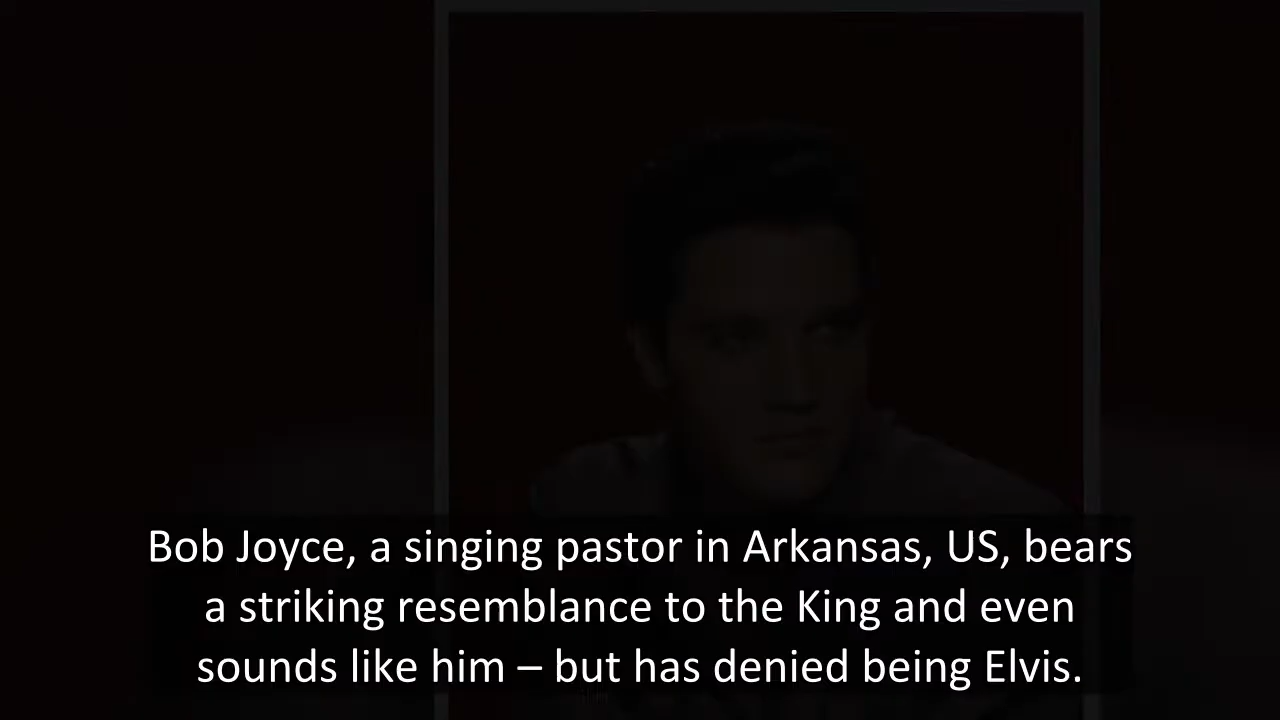 Bob Joyce, a singing pastor in Arkansas, US, bears
a striking resemblance to the King and even
sounds like him – but has denied being Elvis.